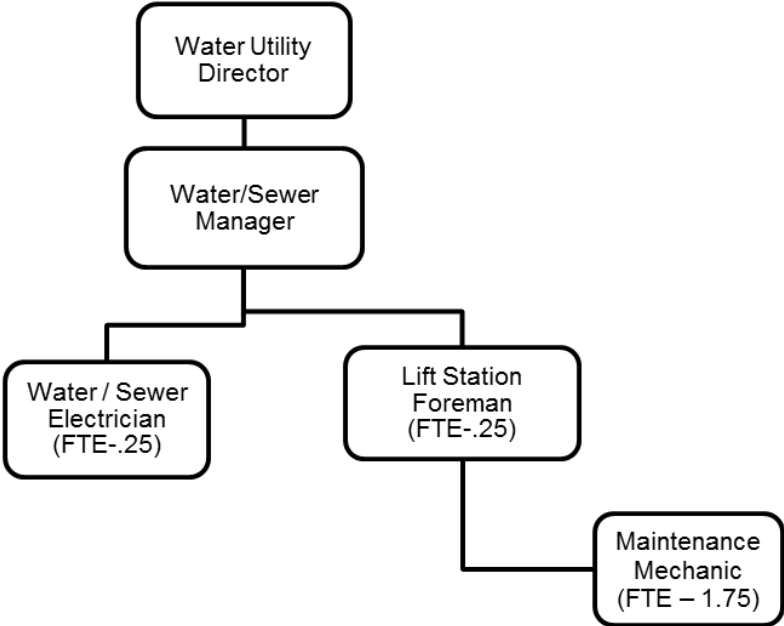 Water Utility
Director
Water/Sewer
Manager
Water / Sewer
Electrician
(FTE-.25)
Lift Station
Foreman
(FTE-.25)
Maintenance
Mechanic
(FTE – 1.75)